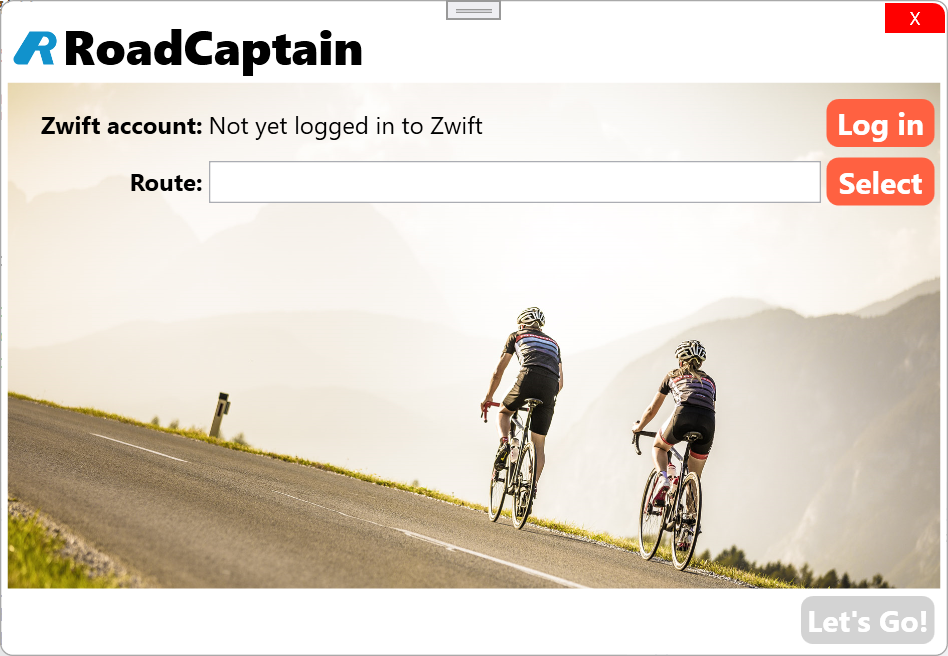 X
RoadCaptain
Zwift account: Not yet logged in to Zwift
Log in
Route:
Select
Let's Go!